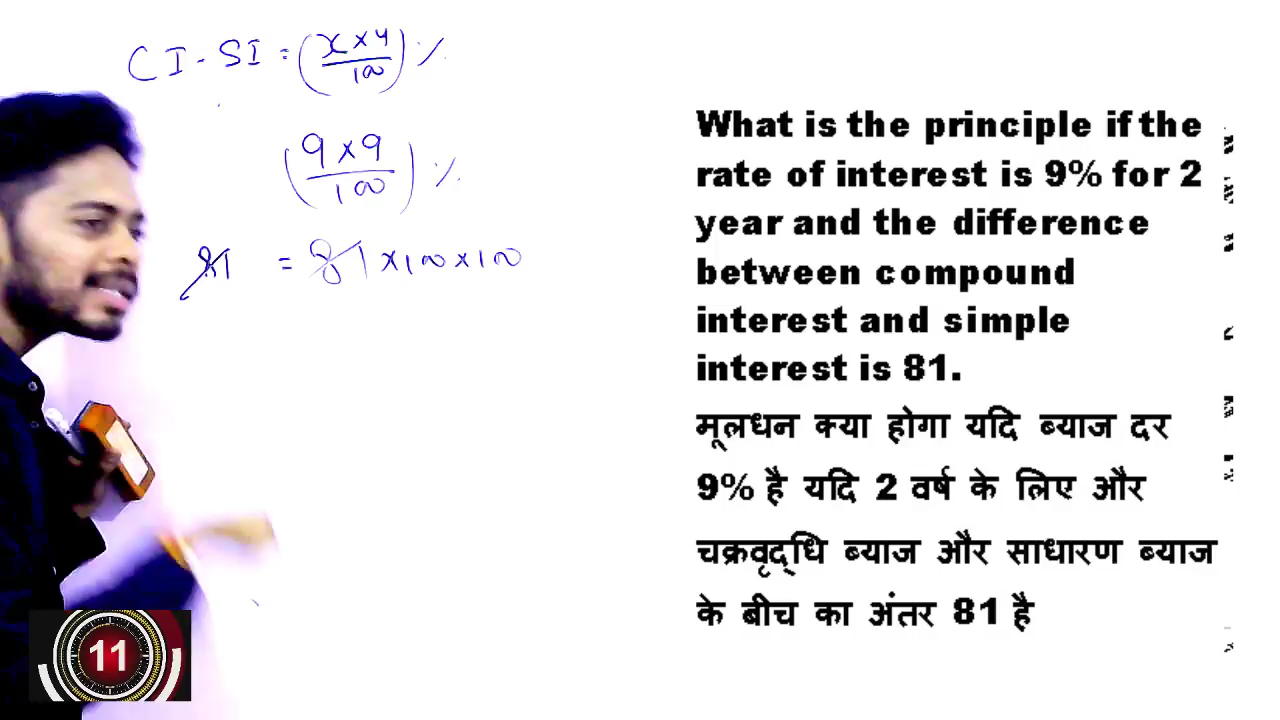 CI - SI = (x × y / 100) %
(9 × 9 / 100) %
81 = 81 × 100 × 100
What is the principle if the
rate of interest is 9% for 2
year and the difference
between compound
interest and simple
interest is 81.
मूलधन क्या होगा यदि ब्याज दर
9% है यदि 2 वर्ष के लिए और
चक्रवृद्धि ब्याज और साधारण ब्याज
के बीच का अंतर 81 है
11